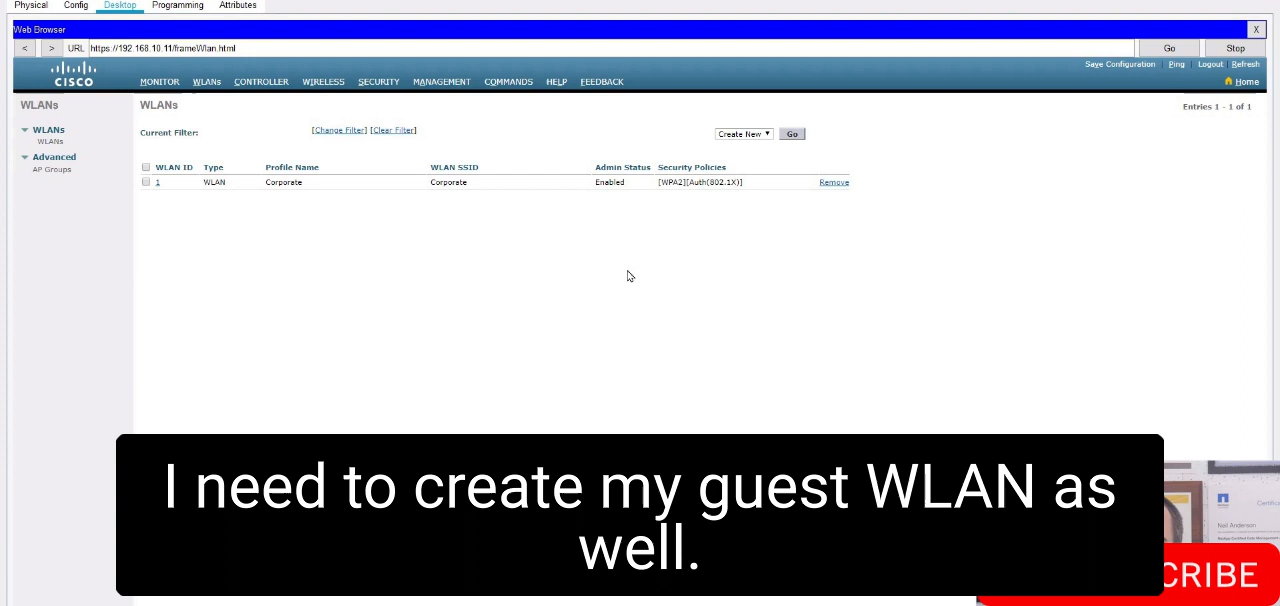 Physical Config Desktop Programming Attributes
Web Browser X
< > URL https://192.168.10.11/frameWlan.html Go Stop
Save Configuration | Ping | Logout | Refresh
CISCO MONITOR WLANs CONTROLLER WIRELESS SECURITY MANAGEMENT COMMANDS HELP FEEDBACK Home
WLANs WLANs Entries 1 - 1 of 1
WLANs
WLANs
Advanced
AP Groups
Current Filter: [Change Filter] [Clear Filter] Create New Go
WLAN ID Type Profile Name WLAN SSID Admin Status Security Policies
1 WLAN Corporate Corporate Enabled [WPA2][Auth(802.1X)] Remove
I need to create my guest WLAN as
well.
Neil Anderson
CRIBE